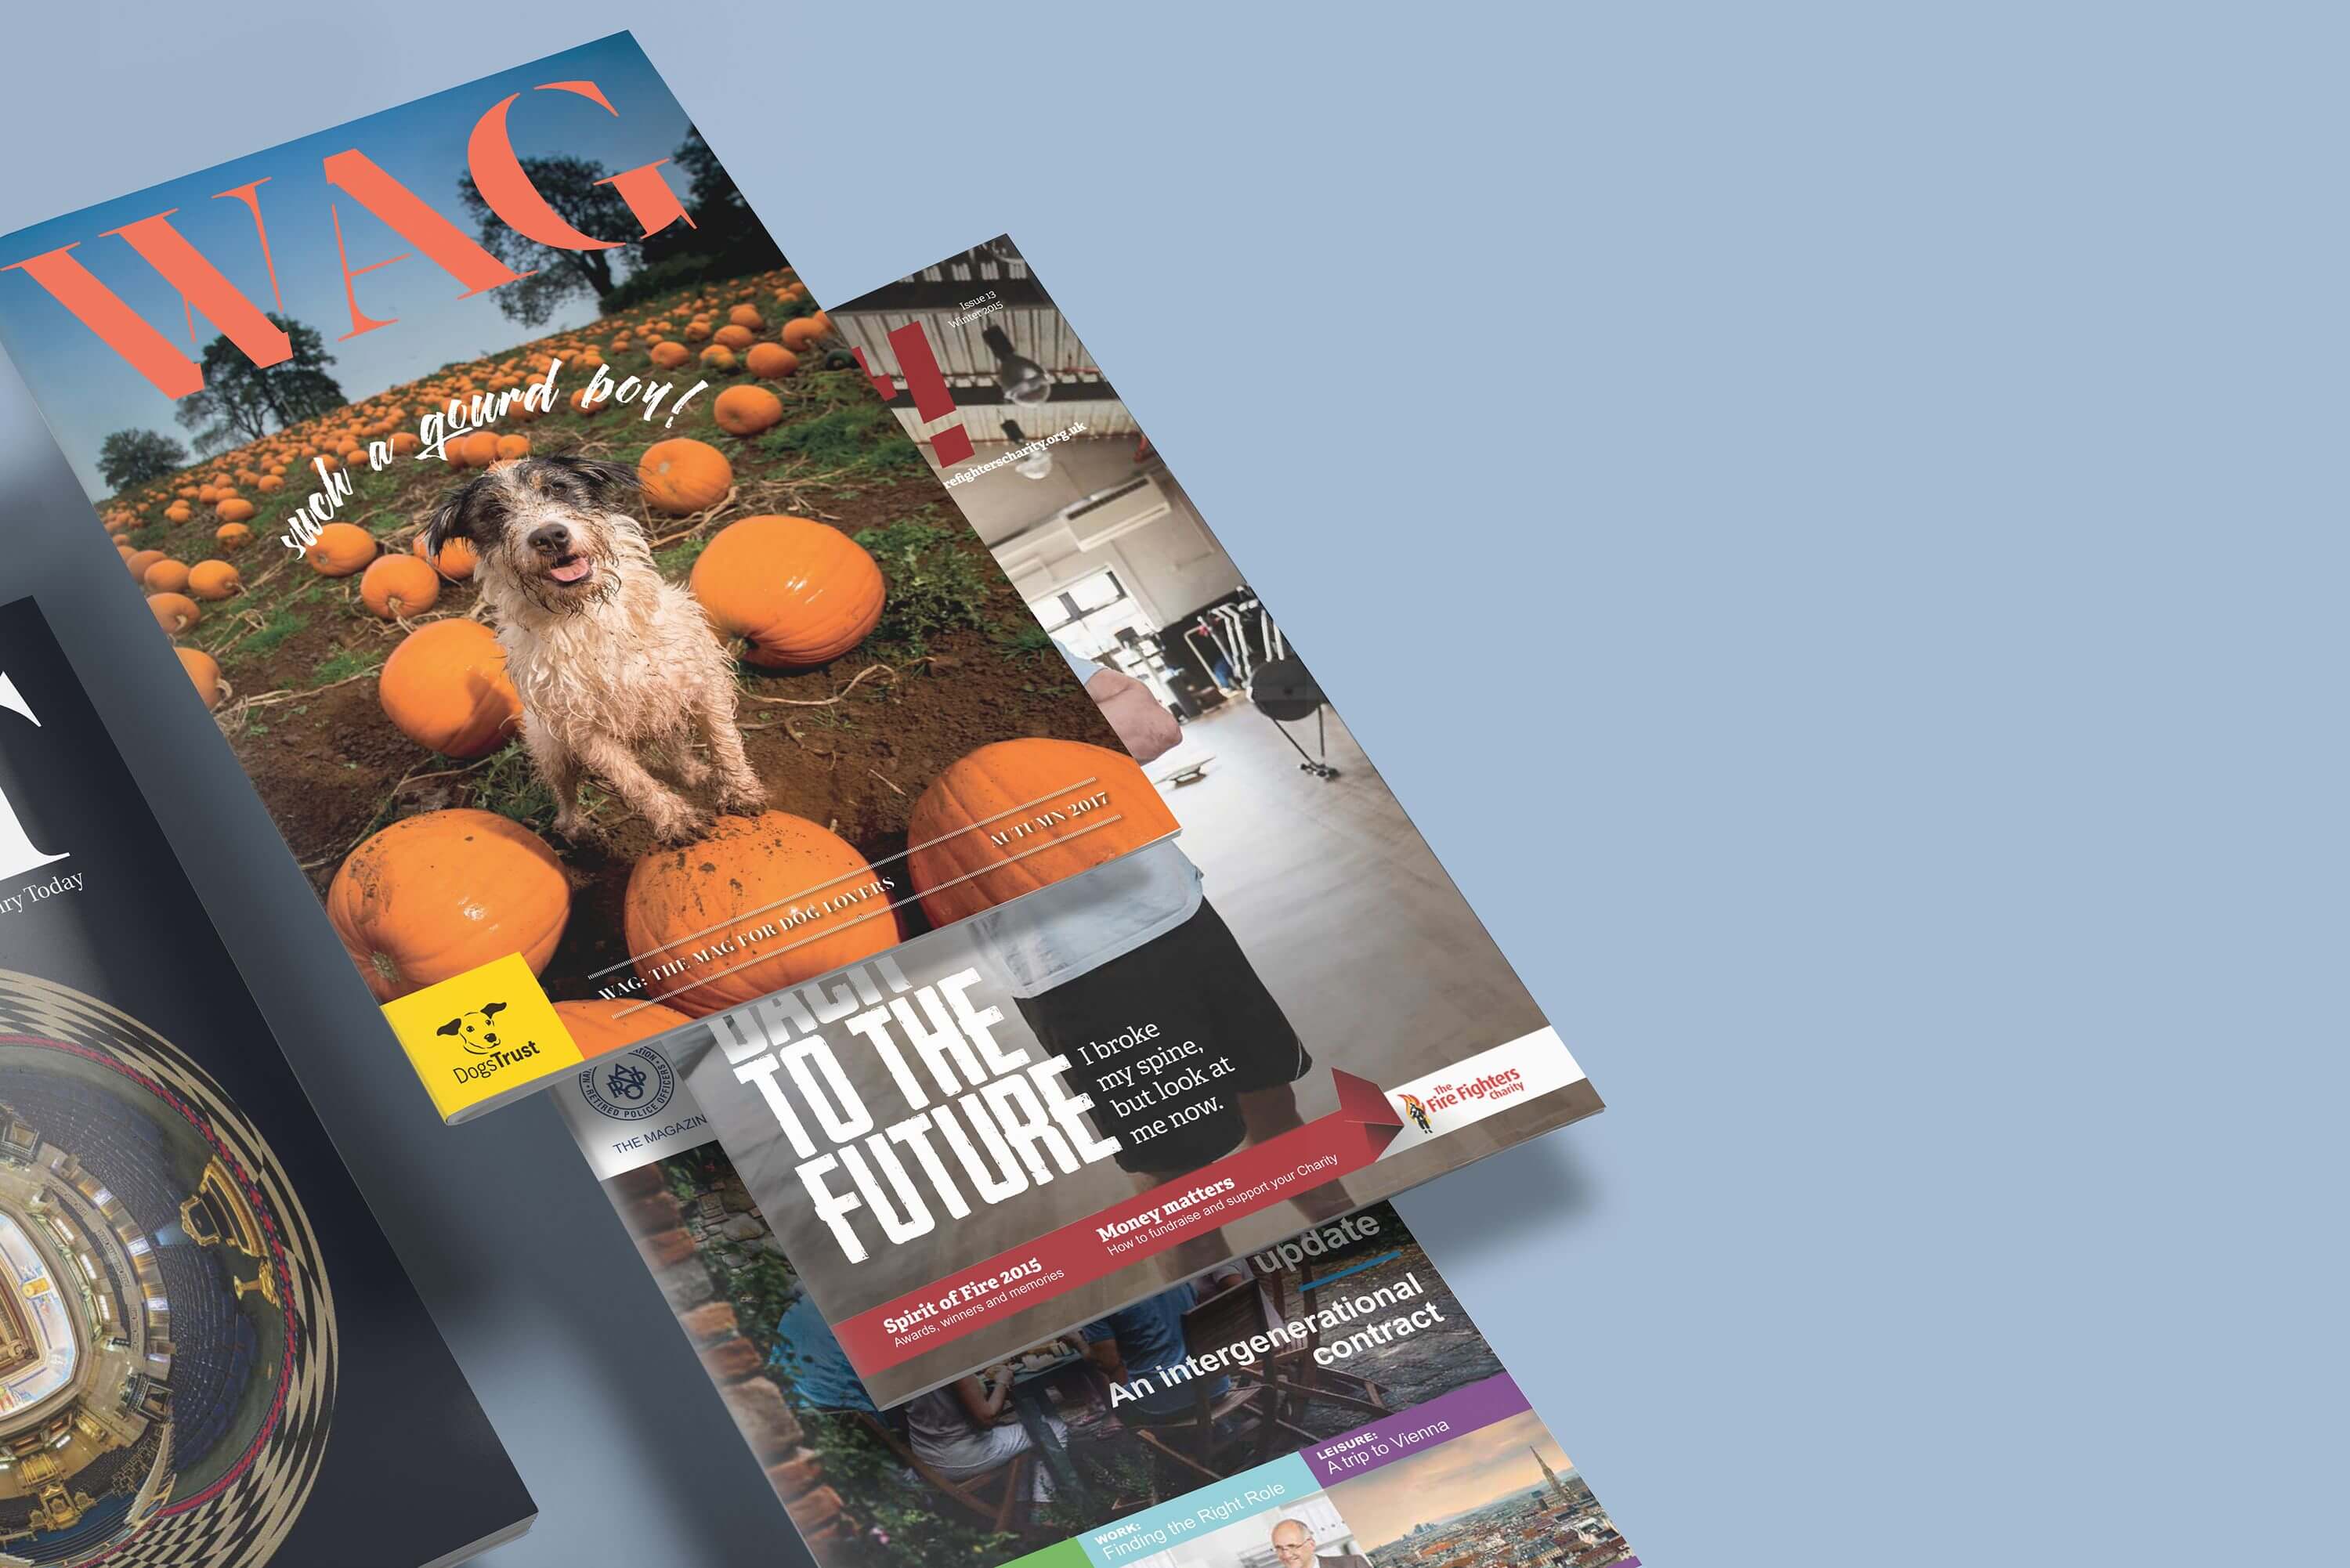 WAG
such a gourd boy!
WAG: THE MAG FOR DOG LOVERS
AUTUMN 2017
DogsTrust
Issue 13
Winter 2015
!
refighterscharity.org.uk
BACK
TO THE
FUTURE
I broke
my spine,
but look at
me now.
The
Fire Fighters
Charity
Spirit of Fire 2015
Awards, winners and memories
Money matters
How to fundraise and support your Charity
RETIRED POLICE OFFICERS
THE MAGAZIN
update
An intergenerational
contract
LEISURE:
A trip to Vienna
WORK:
Finding the Right Role
Today